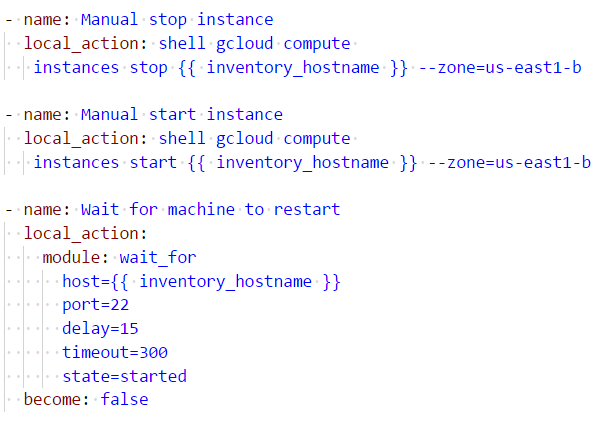 - name: Manual stop instance
  local_action: shell gcloud compute
   instances stop {{ inventory_hostname }} --zone=us-east1-b

- name: Manual start instance
  local_action: shell gcloud compute
   instances start {{ inventory_hostname }} --zone=us-east1-b

- name: Wait for machine to restart
  local_action:
    module: wait_for
      host={{ inventory_hostname }}
      port=22
      delay=15
      timeout=300
      state=started
  become: false